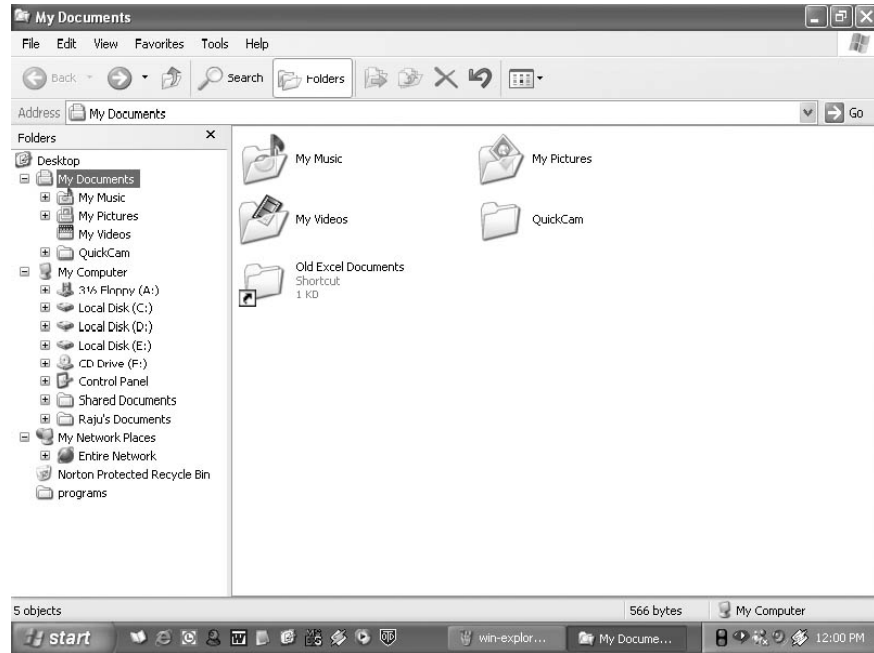 My Documents
File Edit View Favorites Tools Help
Back Search Folders
Address My Documents Go
Folders
Desktop
My Documents
My Music
My Pictures
My Videos
QuickCam
My Computer
3½ Floppy (A:)
Local Disk (C:)
Local Disk (D:)
Local Disk (E:)
CD Drive (F:)
Control Panel
Shared Documents
Raju's Documents
My Network Places
Entire Network
Norton Protected Recycle Bin
programs
My Music
My Pictures
My Videos
QuickCam
Old Excel Documents
Shortcut
1 KB
5 objects 566 bytes My Computer
start win-explor... My Docume... 12:00 PM